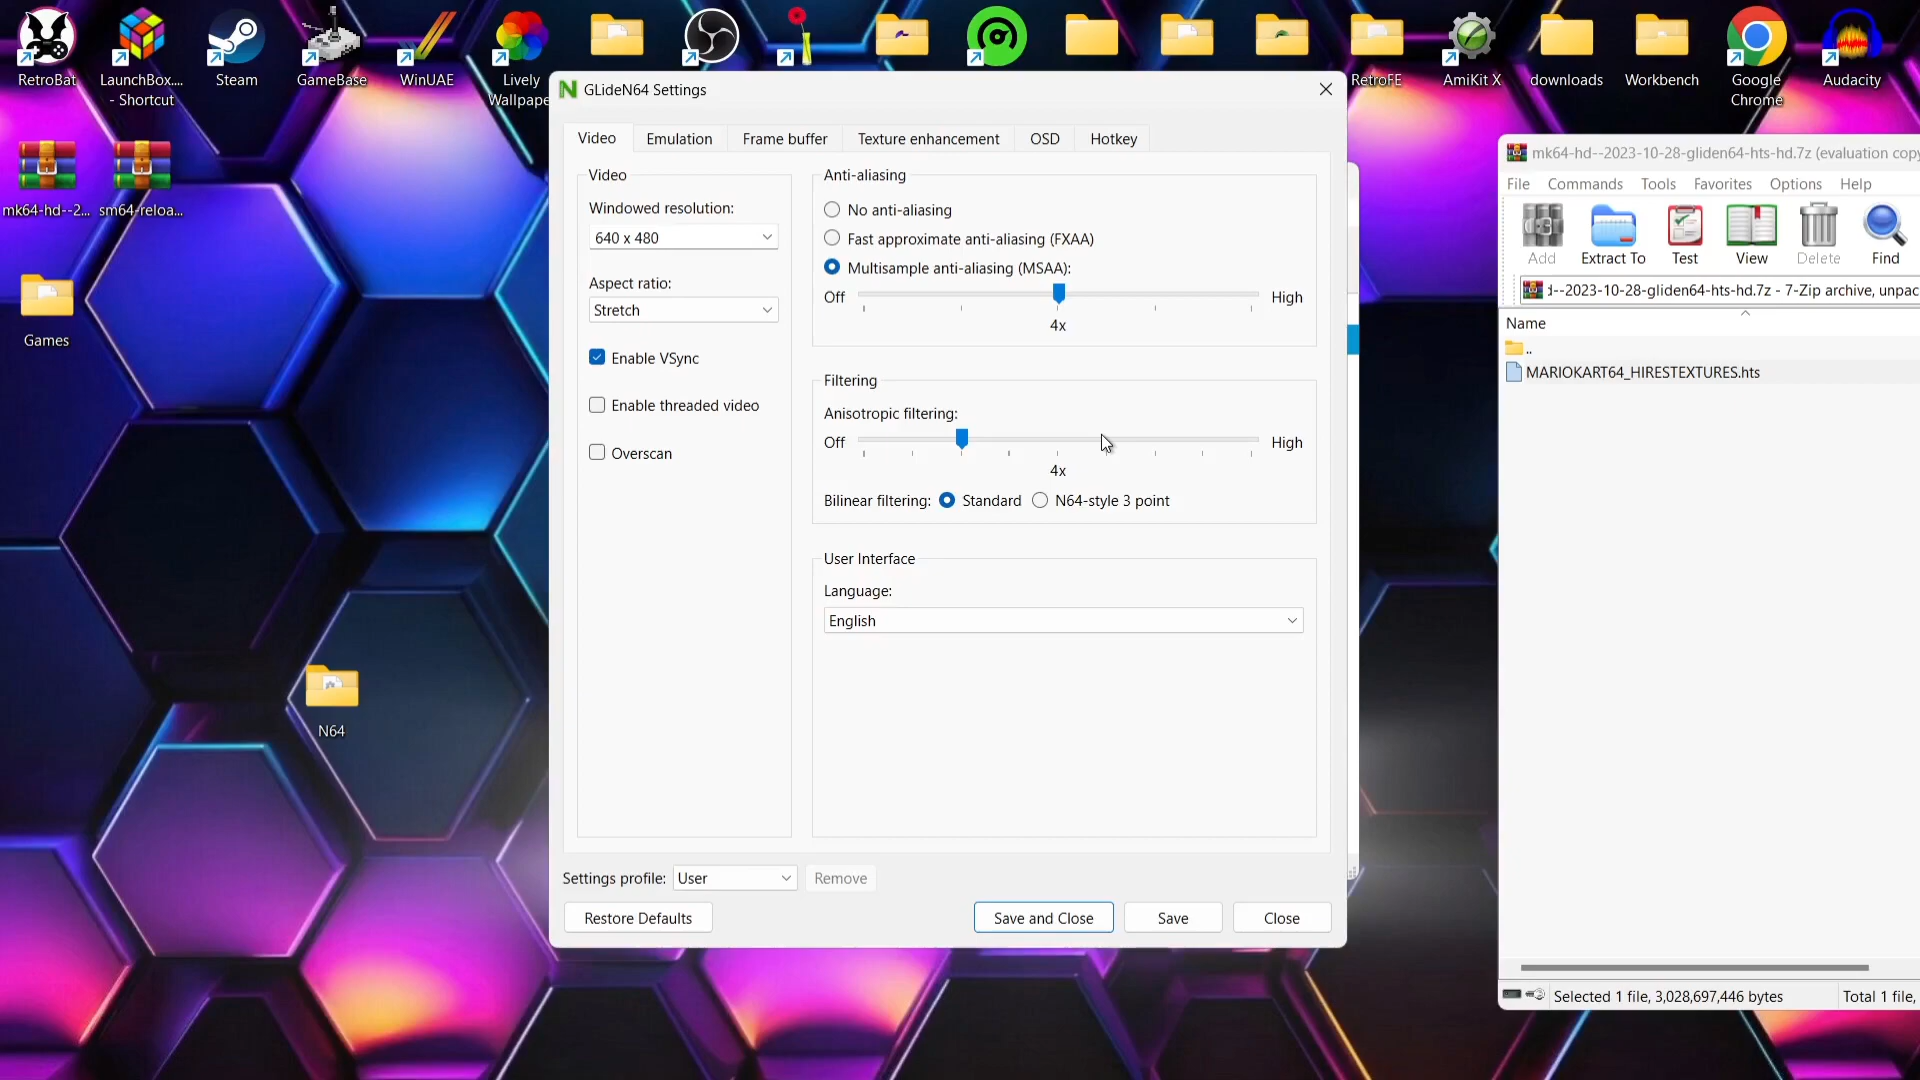 RetroBat
LaunchBox....
- Shortcut
Steam
GameBase
WinUAE
Lively
Wallpape
RetroFE
AmiKit X
downloads
Workbench
Google
Chrome
Audacity
mk64-hd--2...
sm64-reloa...
Games
N64
GLideN64 Settings
Video
Emulation
Frame buffer
Texture enhancement
OSD
Hotkey
Video
Windowed resolution:
640 x 480
Aspect ratio:
Stretch
Enable VSync
Enable threaded video
Overscan
Anti-aliasing
No anti-aliasing
Fast approximate anti-aliasing (FXAA)
Multisample anti-aliasing (MSAA):
Off
High
4x
Filtering
Anisotropic filtering:
Off
High
4x
Bilinear filtering:
Standard
N64-style 3 point
User Interface
Language:
English
Settings profile:
User
Remove
Restore Defaults
Save and Close
Save
Close
mk64-hd--2023-10-28-gliden64-hts-hd.7z (evaluation copy
File
Commands
Tools
Favorites
Options
Help
Add
Extract To
Test
View
Delete
Find
--2023-10-28-gliden64-hts-hd.7z - 7-Zip archive, unpac
Name
..
MARIOKART64_HIRESTEXTURES.hts
Selected 1 file, 3,028,697,446 bytes
Total 1 file,